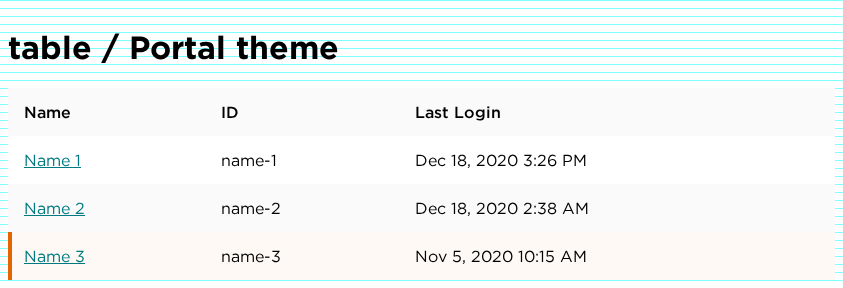 table / Portal theme
Name ID Last Login
Name 1 name-1 Dec 18, 2020 3:26 PM
Name 2 name-2 Dec 18, 2020 2:38 AM
Name 3 name-3 Nov 5, 2020 10:15 AM